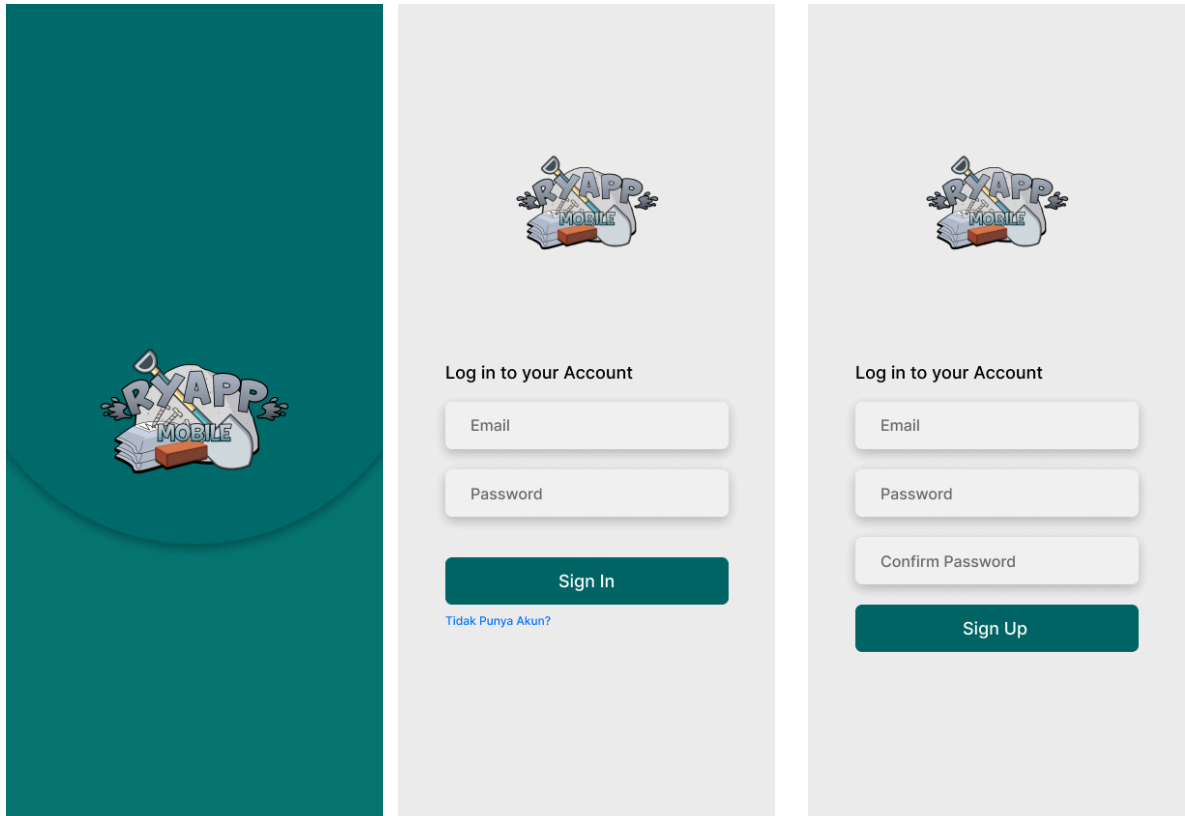 RYAPP
MOBILE
RYAPP
MOBILE
Log in to your Account
Email
Password
Sign In
Tidak Punya Akun?
RYAPP
MOBILE
Log in to your Account
Email
Password
Confirm Password
Sign Up